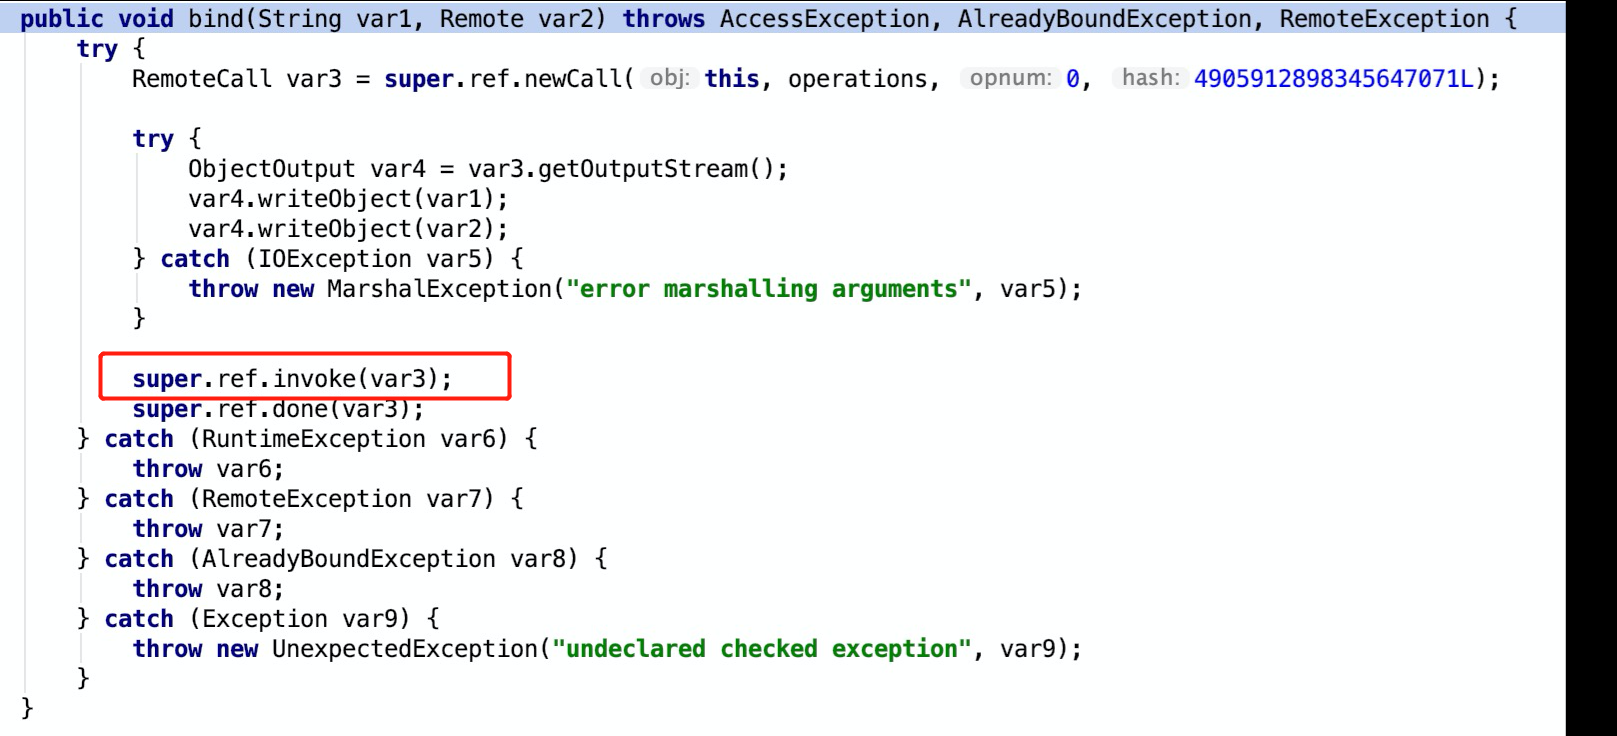 public void bind(String var1, Remote var2) throws AccessException, AlreadyBoundException, RemoteException {
    try {
        RemoteCall var3 = super.ref.newCall( obj: this, operations, opnum: 0, hash: 4905912898345647071L);

        try {
            ObjectOutput var4 = var3.getOutputStream();
            var4.writeObject(var1);
            var4.writeObject(var2);
        } catch (IOException var5) {
            throw new MarshalException("error marshalling arguments", var5);
        }

        super.ref.invoke(var3);
        super.ref.done(var3);
    } catch (RuntimeException var6) {
        throw var6;
    } catch (RemoteException var7) {
        throw var7;
    } catch (AlreadyBoundException var8) {
        throw var8;
    } catch (Exception var9) {
        throw new UnexpectedException("undeclared checked exception", var9);
    }
}